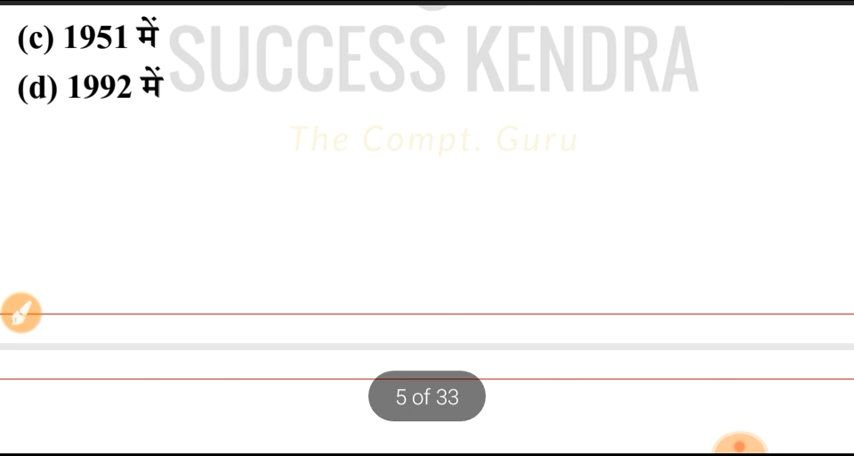 (c) 1951 में
(d) 1992 में
SUCCESS KENDRA
The Compt. Guru
5 of 33